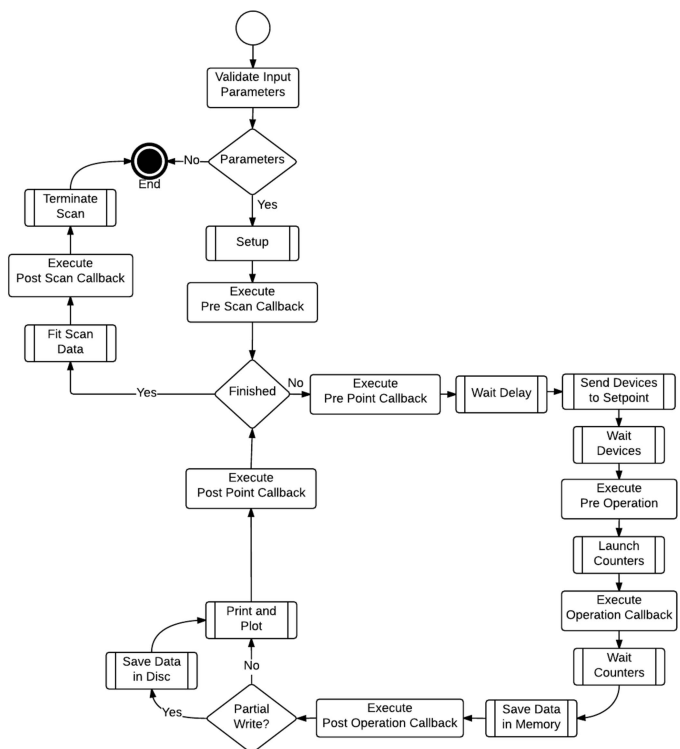 Validate Input
Parameters
Parameters
No
End
Yes
Terminate
Scan
Setup
Execute
Post Scan Callback
Execute
Pre Scan Callback
Fit Scan
Data
Finished
Yes
No
Execute
Pre Point Callback
Wait Delay
Send Devices
to Setpoint
Wait
Devices
Execute
Pre Operation
Launch
Counters
Execute
Operation Callback
Wait
Counters
Save Data
in Memory
Execute
Post Operation Callback
Partial
Write?
Yes
No
Save Data
in Disc
Print and
Plot
Execute
Post Point Callback